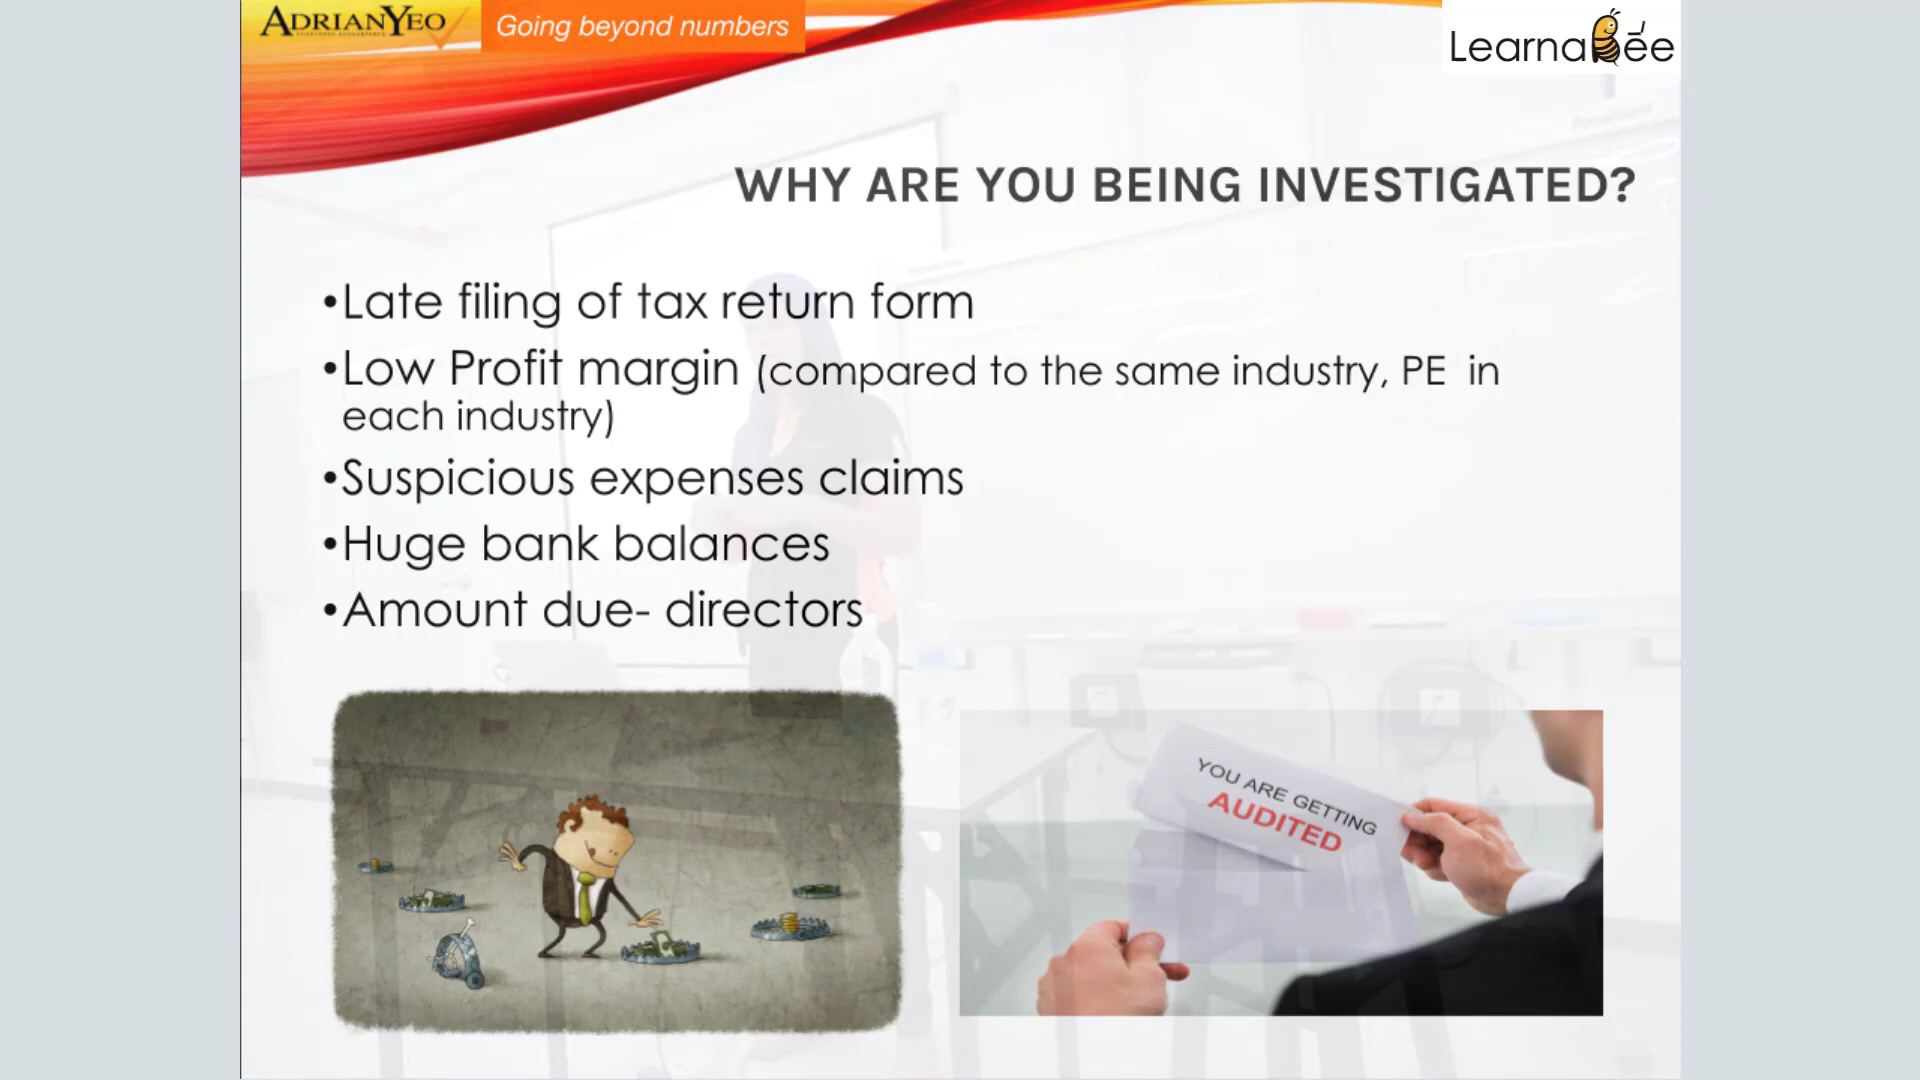 ADRIANYEO
Going beyond numbers
LearnaBee
WHY ARE YOU BEING INVESTIGATED?
•Late filing of tax return form
•Low Profit margin (compared to the same industry, PE in
each industry)
•Suspicious expenses claims
•Huge bank balances
•Amount due- directors
YOU ARE GETTING
AUDITED